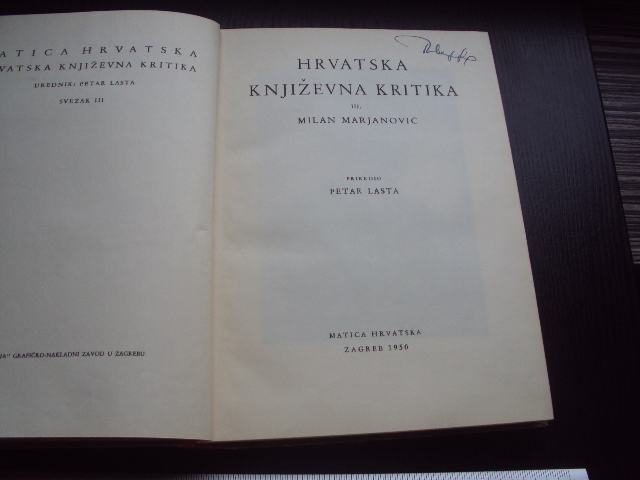 ATICA HRVATSKA
VATSKA KNJIŽEVNA KRITIKA
UREDNIK: PETAR LASTA
SVEZAK III
JA" GRAFIČKO-NAKLADNI ZAVOD U ZAGREBU
HRVATSKA
KNJIŽEVNA KRITIKA
III.
MILAN MARJANOVIĆ
PRIREDIO
PETAR LASTA
MATICA HRVATSKA
ZAGREB 1950